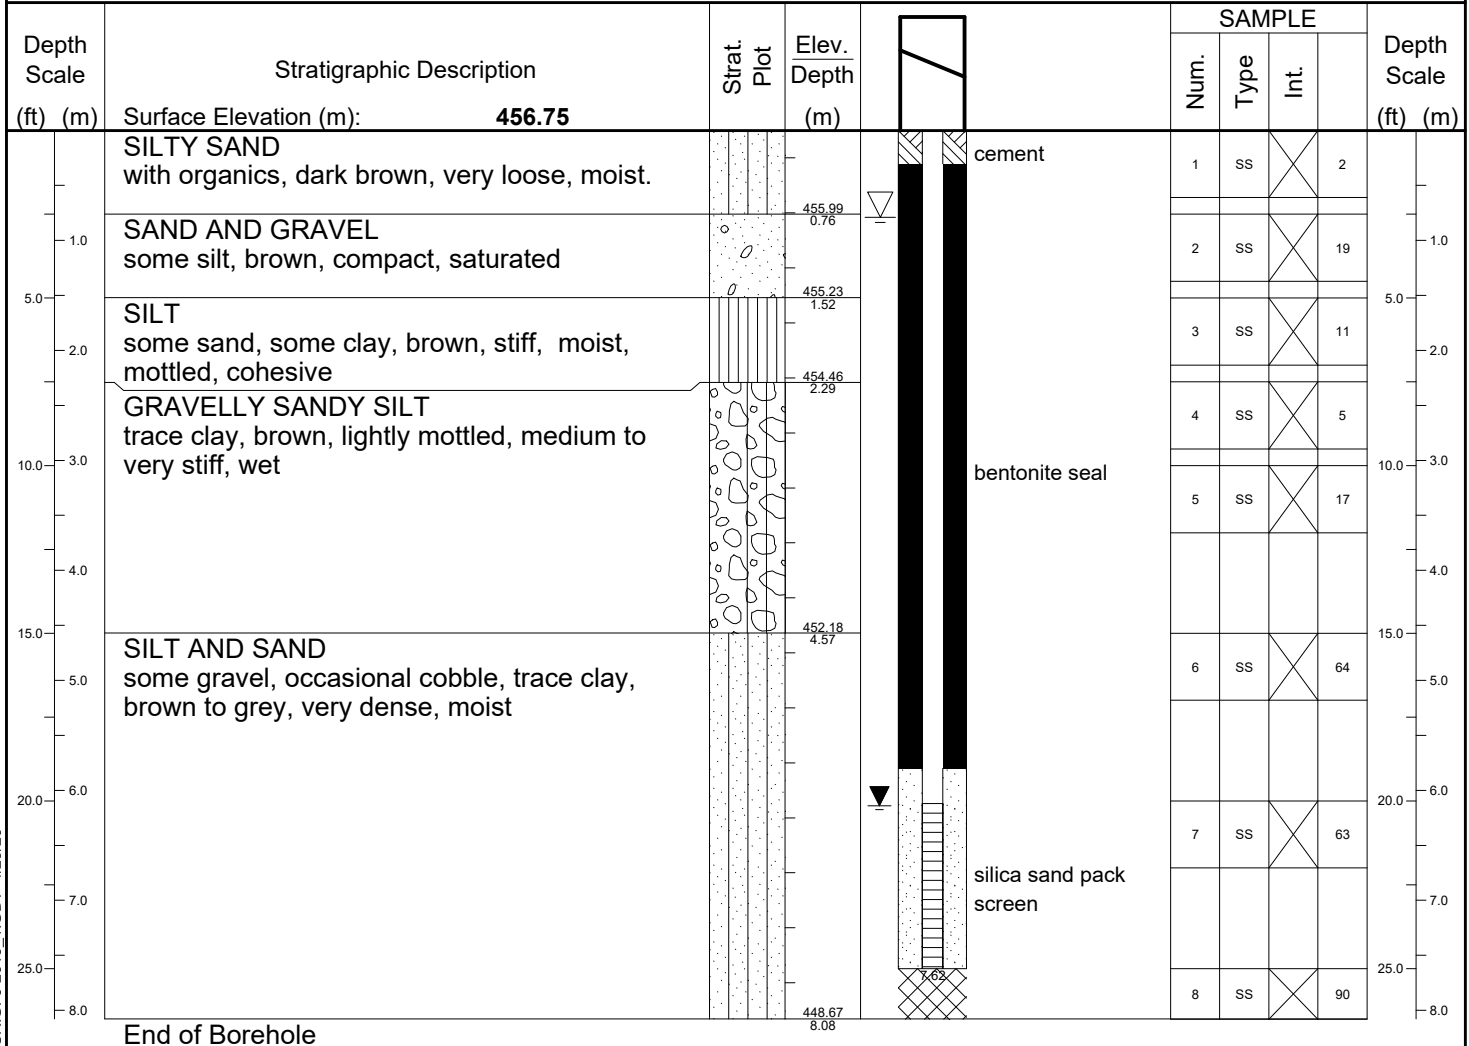 SAMPLE
Depth Scale
Stratigraphic Description
Strat. Plot
Elev. Depth
Num.
Type
Int.
Depth Scale
(ft) (m)
Surface Elevation (m): 456.75
(m)
(ft) (m)
SILTY SAND
with organics, dark brown, very loose, moist.
cement
1 SS 2
455.99
0.76
SAND AND GRAVEL
some silt, brown, compact, saturated
1.0
2 SS 19
1.0
5.0
455.23
1.52
5.0
SILT
some sand, some clay, brown, stiff, moist,
mottled, cohesive
2.0
3 SS 11
2.0
454.46
2.29
GRAVELLY SANDY SILT
trace clay, brown, lightly mottled, medium to
very stiff, wet
4 SS 5
10.0
3.0
bentonite seal
10.0
3.0
5 SS 17
4.0
4.0
15.0
452.18
4.57
15.0
SILT AND SAND
some gravel, occasional cobble, trace clay,
brown to grey, very dense, moist
5.0
6 SS 64
5.0
6.0
6.0
20.0
20.0
7 SS 63
silica sand pack
screen
7.0
7.0
25.0
7.62
25.0
8 SS 90
8.0
8.0
448.67
8.08
End of Borehole